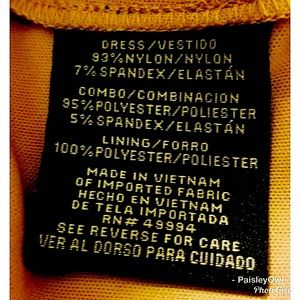 DRESS/VESTIDO
93%NYLON/NYLON
7% SPANDEX/ELASTÁN
COMBO/COMBINACION
95%POLYESTER/POLIESTER
5% SPANDEX/ELASTÁN
LINING/FORRO
100%POLYESTER/POLIESTER
MADE IN VIETNAM
OF IMPORTED FABRIC
HECHO EN VIETNAM
DE TELA IMPORTADA
RN# 49994
SEE REVERSE FOR CARE
VER AL DORSO PARA CUIDADO
- PaisleyOwl -